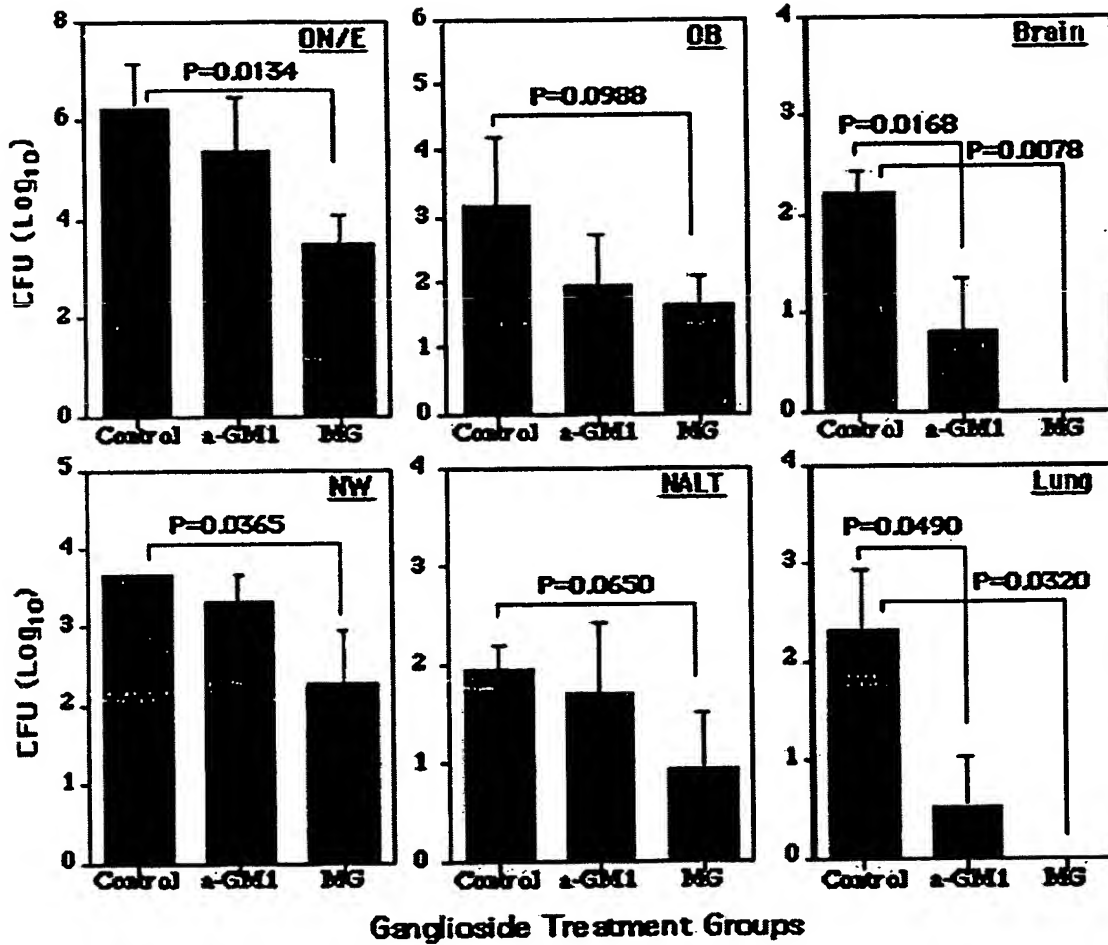 ON/E
P=0.0134
CFU (Log10)
8
6
4
2
0
Control a-GM1 MG
OB
P=0.0988
6
5
4
3
2
1
0
Control a-GM1 MG
Brain
P=0.0168
P=0.0078
4
3
2
1
0
Control a-GM1 MG
NW
P=0.0365
CFU (Log10)
5
4
3
2
1
0
Control a-GM1 MG
NALT
P=0.0650
4
3
2
1
0
Control a-GM1 MG
Lung
P=0.0490
P=0.0320
4
3
2
1
0
Control a-GM1 MG
Ganglioside Treatment Groups